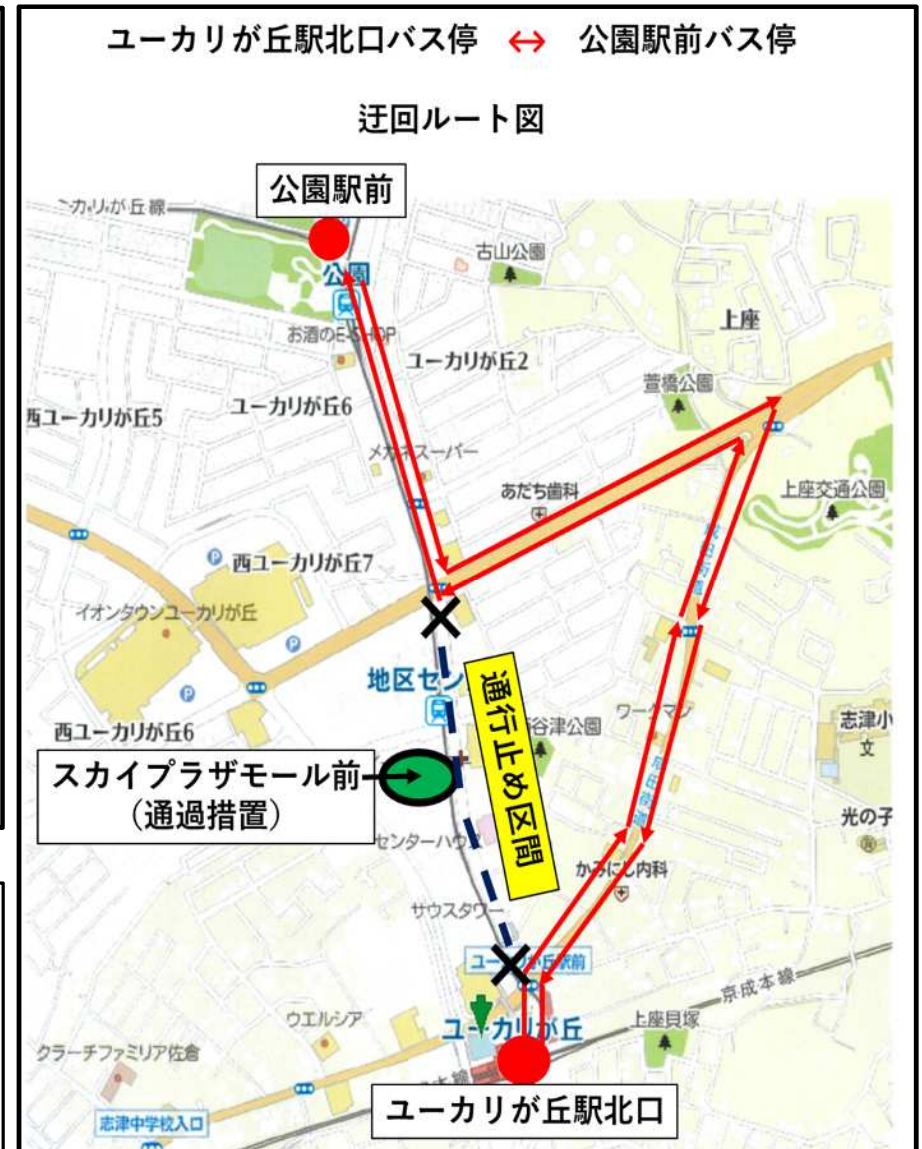 ユーカリが丘駅北口バス停 ↔ 公園駅前バス停
迂回ルート図
公園駅前
ーカリが丘線
古山公園
公園
お酒のE-SHOP
上座
ユーカリが丘2
萱橋公園
西ユーカリが丘5
ユーカリが丘6
メガネスーパー
あだち歯科
上座交通公園
成田街道
P
西ユーカリが丘7
イオンタウンユーカリが丘
P
地区セン
通行止め区間
谷津公園
ワークマン
P
西ユーカリが丘6
志津小
文
スカイプラザモール前
(通過措置)
成田街道
光の子
センターハウス
かみにし内科
サウスタワー
ユーカリが丘駅前
京成本線
ウエルシア
ユーカリが丘
上座貝塚
クラーチファミリア佐倉
本線
ユーカリが丘駅北口
志津中学校入口